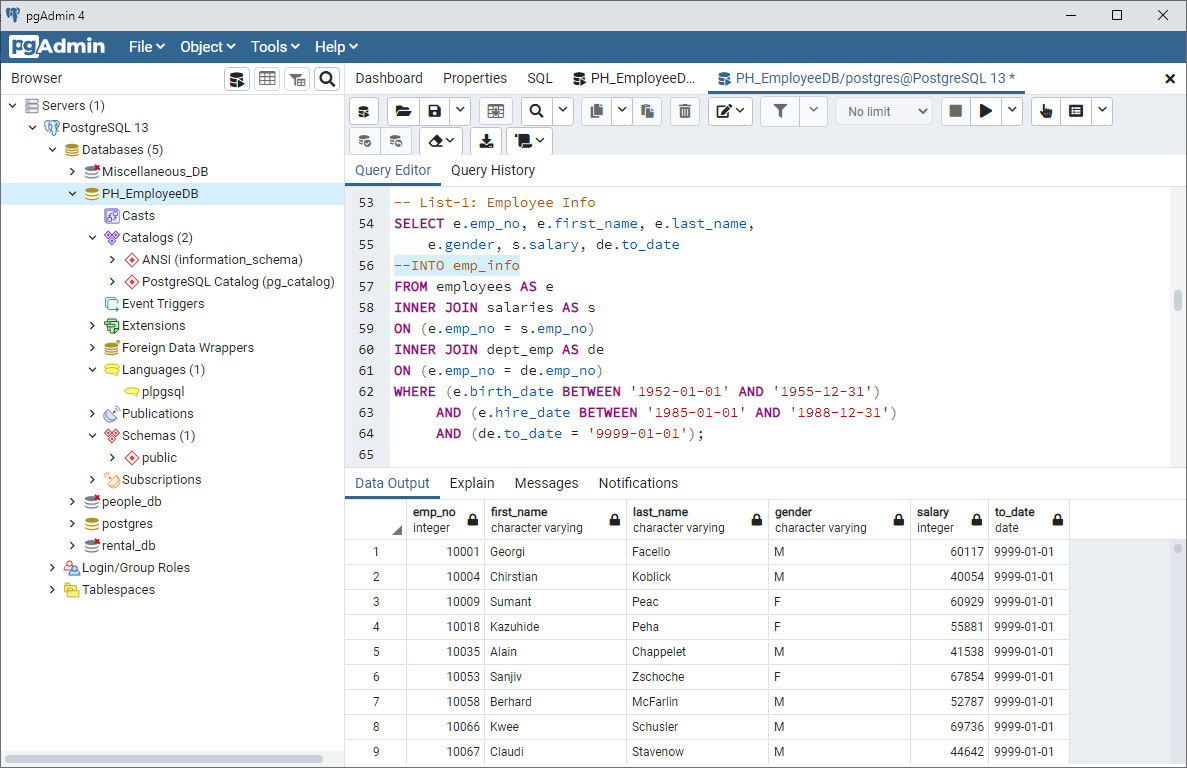 pgAdmin 4
pgAdmin File Object Tools Help
Browser
Servers (1)
PostgreSQL 13
Databases (5)
Miscellaneous_DB
PH_EmployeeDB
Casts
Catalogs (2)
ANSI (information_schema)
PostgreSQL Catalog (pg_catalog)
Event Triggers
Extensions
Foreign Data Wrappers
Languages (1)
plpgsql
Publications
Schemas (1)
public
Subscriptions
people_db
postgres
rental_db
Login/Group Roles
Tablespaces
Dashboard Properties SQL PH_EmployeeD... PH_EmployeeDB/postgres@PostgreSQL 13 *
No limit
Query Editor Query History
53 -- List-1: Employee Info
54 SELECT e.emp_no, e.first_name, e.last_name,
55     e.gender, s.salary, de.to_date
56 --INTO emp_info
57 FROM employees AS e
58 INNER JOIN salaries AS s
59 ON (e.emp_no = s.emp_no)
60 INNER JOIN dept_emp AS de
61 ON (e.emp_no = de.emp_no)
62 WHERE (e.birth_date BETWEEN '1952-01-01' AND '1955-12-31')
63      AND (e.hire_date BETWEEN '1985-01-01' AND '1988-12-31')
64      AND (de.to_date = '9999-01-01');
65
Data Output Explain Messages Notifications
emp_no first_name last_name gender salary to_date
integer character varying character varying character varying integer date
1 10001 Georgi Facello M 60117 9999-01-01
2 10004 Chirstian Koblick M 40054 9999-01-01
3 10009 Sumant Peac F 60929 9999-01-01
4 10018 Kazuhide Peha F 55881 9999-01-01
5 10035 Alain Chappelet M 41538 9999-01-01
6 10053 Sanjiv Zschoche F 67854 9999-01-01
7 10058 Berhard McFarlin M 52787 9999-01-01
8 10066 Kwee Schusler M 69736 9999-01-01
9 10067 Claudi Stavenow M 44642 9999-01-01